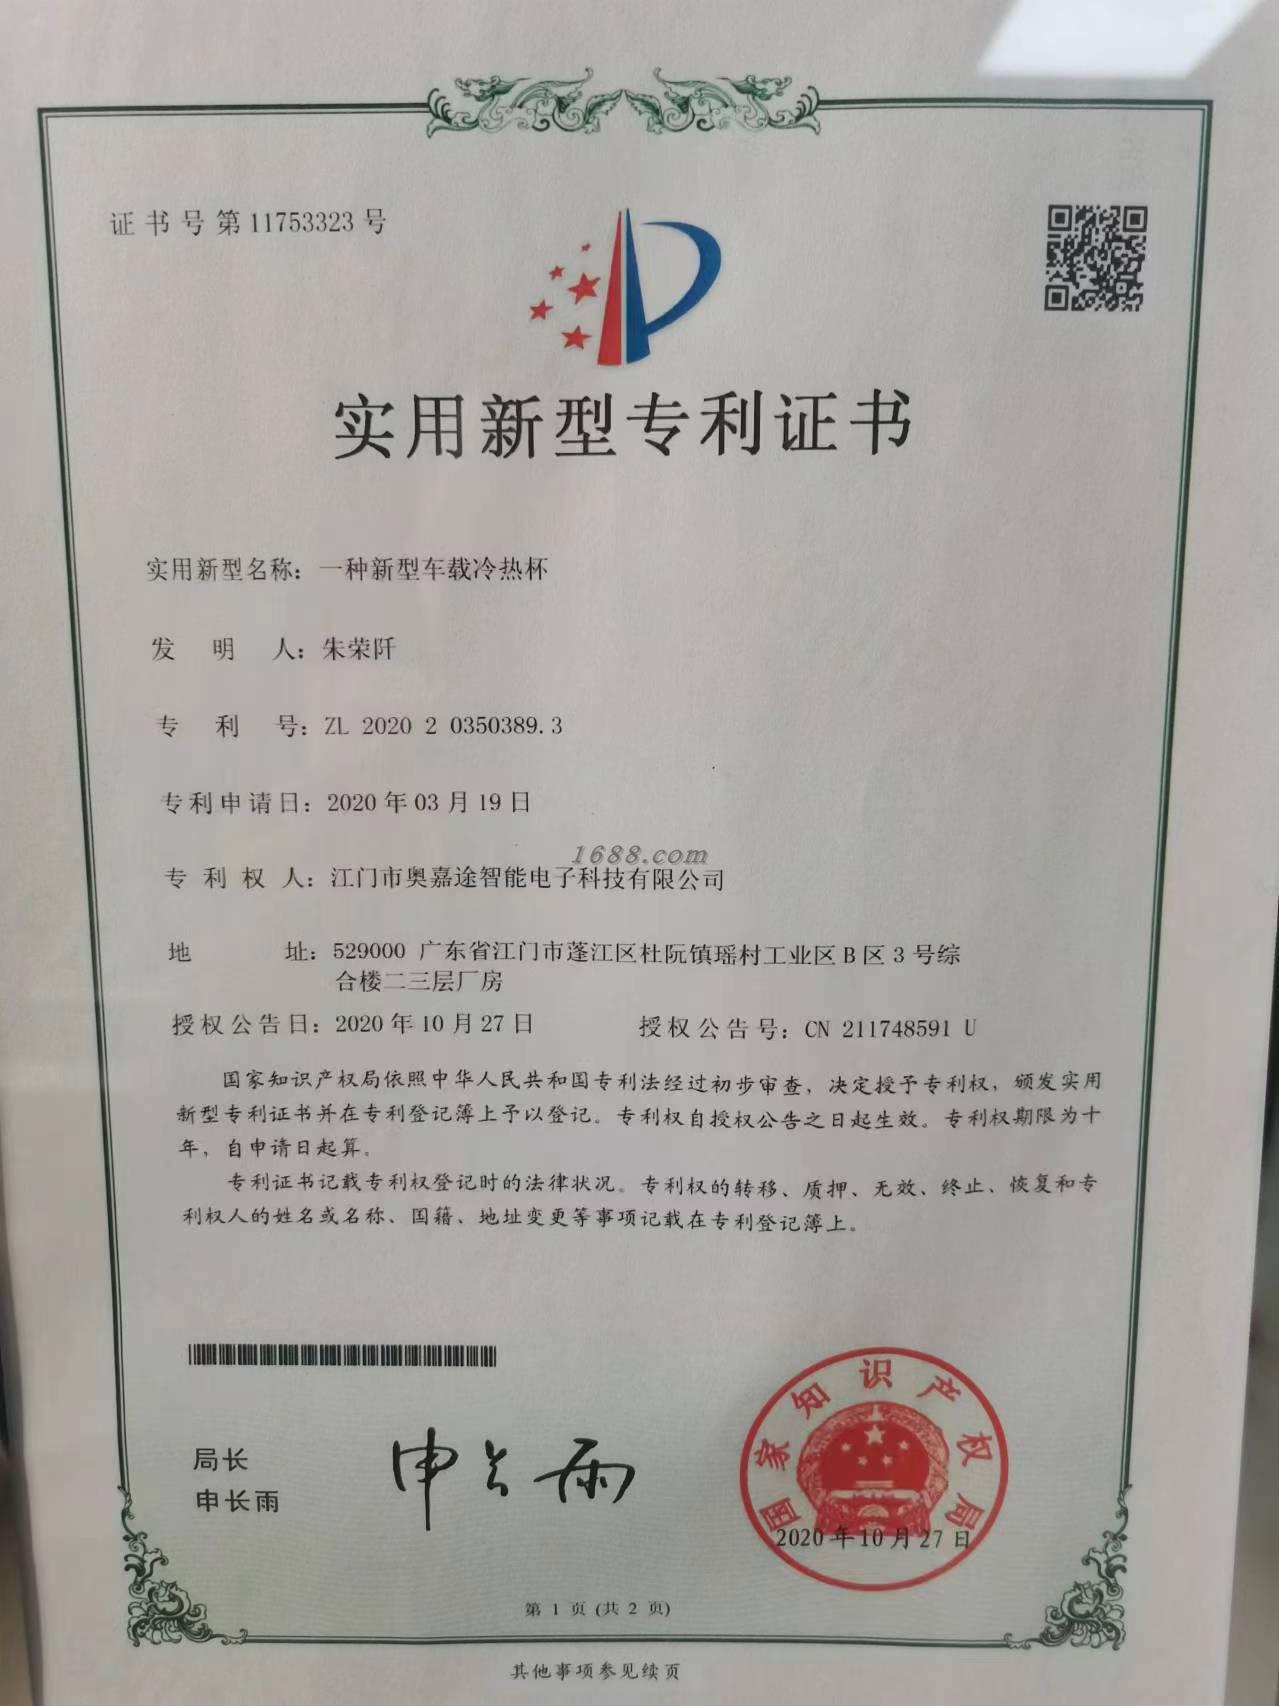 证书号第11753323号
实用新型专利证书
实用新型名称：一种新型车载冷热杯
发明人：朱荣阡
专利号：ZL 2020 2 0350389.3
专利申请日：2020年03月19日
1688.com
专利权人：江门市奥嘉途智能电子科技有限公司
地址：529000 广东省江门市蓬江区杜阮镇瑶村工业区B区3号综
合楼二三层厂房
授权公告日：2020年10月27日 授权公告号：CN 211748591 U
国家知识产权局依照中华人民共和国专利法经过初步审查，决定授予专利权，颁发实用
新型专利证书并在专利登记簿上予以登记。专利权自授权公告之日起生效。专利权期限为十
年，自申请日起算。
专利证书记载专利权登记时的法律状况。专利权的转移、质押、无效、终止、恢复和专
利权人的姓名或名称、国籍、地址变更等事项记载在专利登记簿上。
局长
申长雨
申长雨
国家知识产权局
2020年10月27日
第 1 页 (共 2 页)
其他事项参见续页